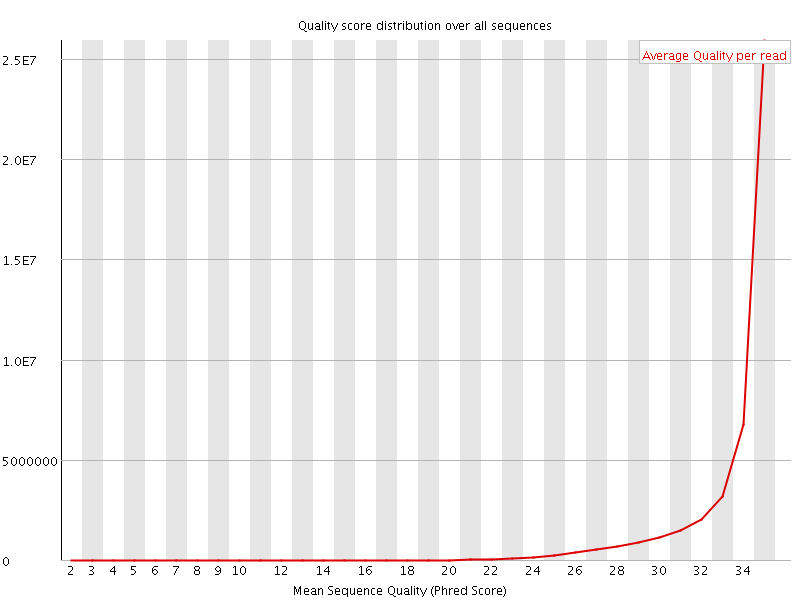 Quality score distribution over all sequences
Average Quality per read
2.5E7
2.0E7
1.5E7
1.0E7
5000000
0
2 3 4 5 6 7 8 9 10 12 14 16 18 20 22 24 26 28 30 32 34
Mean Sequence Quality (Phred Score)